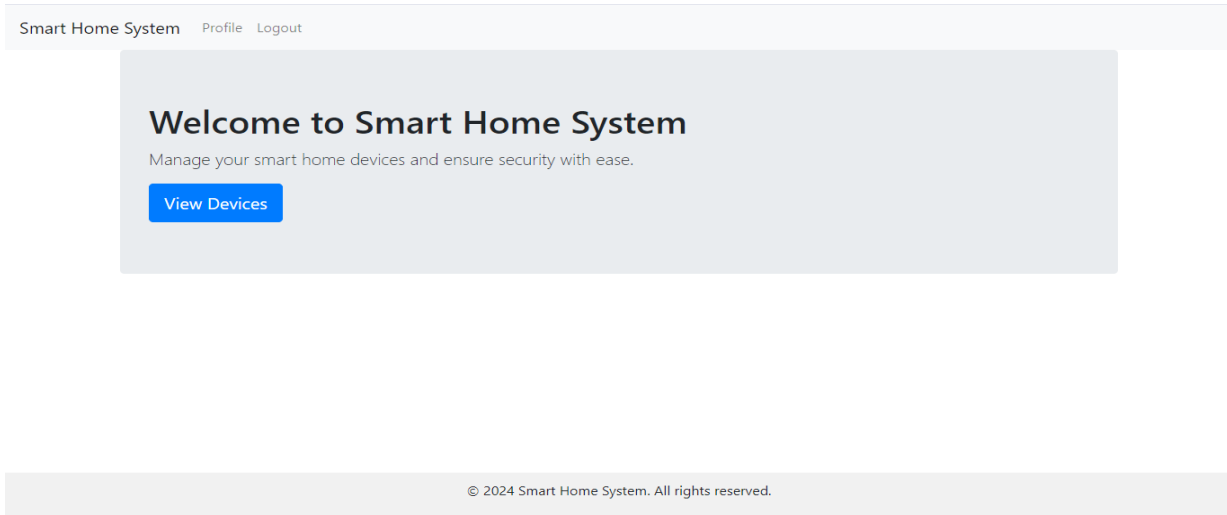 Smart Home System Profile Logout
Welcome to Smart Home System
Manage your smart home devices and ensure security with ease.
View Devices
© 2024 Smart Home System. All rights reserved.